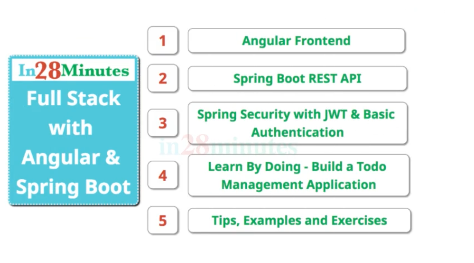 In28Minutes
Full Stack
with
Angular &
Spring Boot
1
Angular Frontend
2
Spring Boot REST API
3
Spring Security with JWT & Basic
Authentication
in28minutes
4
Learn By Doing - Build a Todo
Management Application
5
Tips, Examples and Exercises